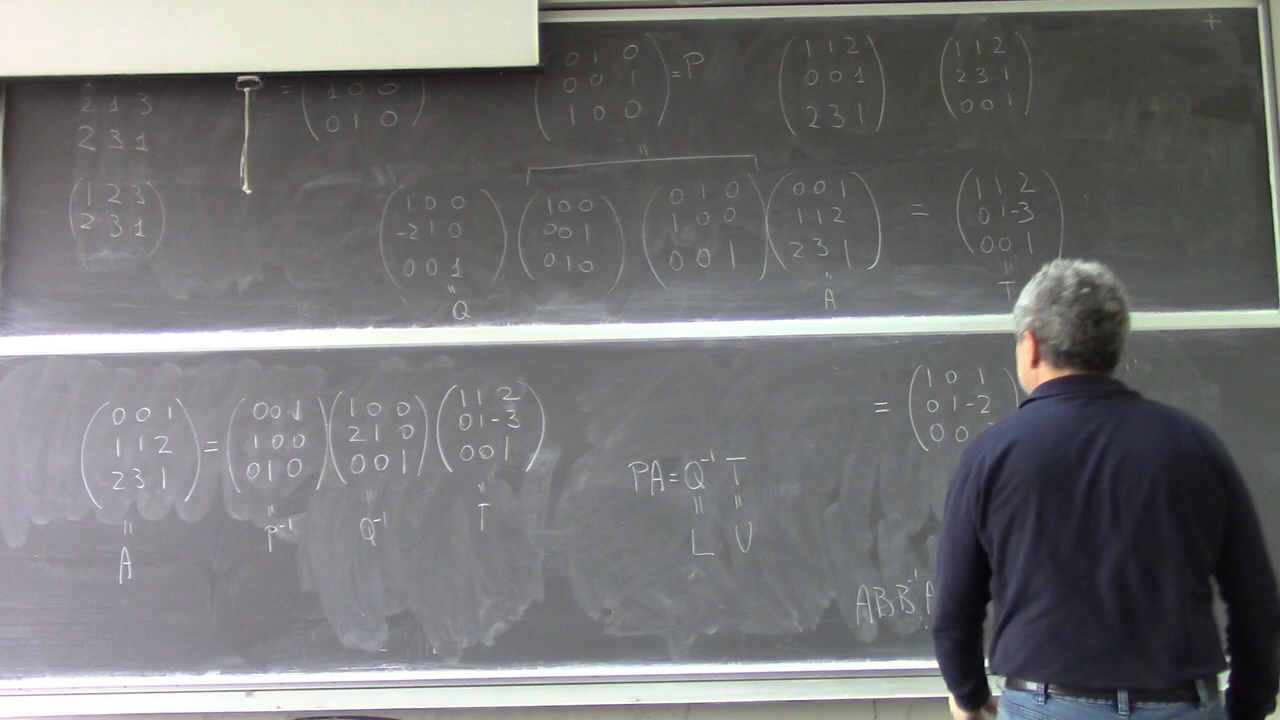 2 1 3
2 3 1
= 1 0 0
0 1 0
0 1 0
0 0 1
1 0 0
= P
1 1 2
0 0 1
2 3 1
1 1 2
2 3 1
0 0 1
1 2 3
2 3 1
1 0 0
-2 1 0
0 0 1
"
Q
"
1 0 0
0 0 1
0 1 0
0 1 0
1 0 0
0 0 1
0 0 1
1 1 2
2 3 1
"
A
=
1 1 2
0 1 -3
0 0 1
"
T
0 0 1
1 1 2
2 3 1
"
A
=
0 0 1
1 0 0
0 1 0
"
P⁻¹
1 0 0
2 1 0
0 0 1
"
Q⁻¹
1 1 2
0 1 -3
0 0 1
"
T
PA = Q⁻¹ T
" "
L U
=
1 0 1
0 1 -2
0 0
A B B⁻¹ A